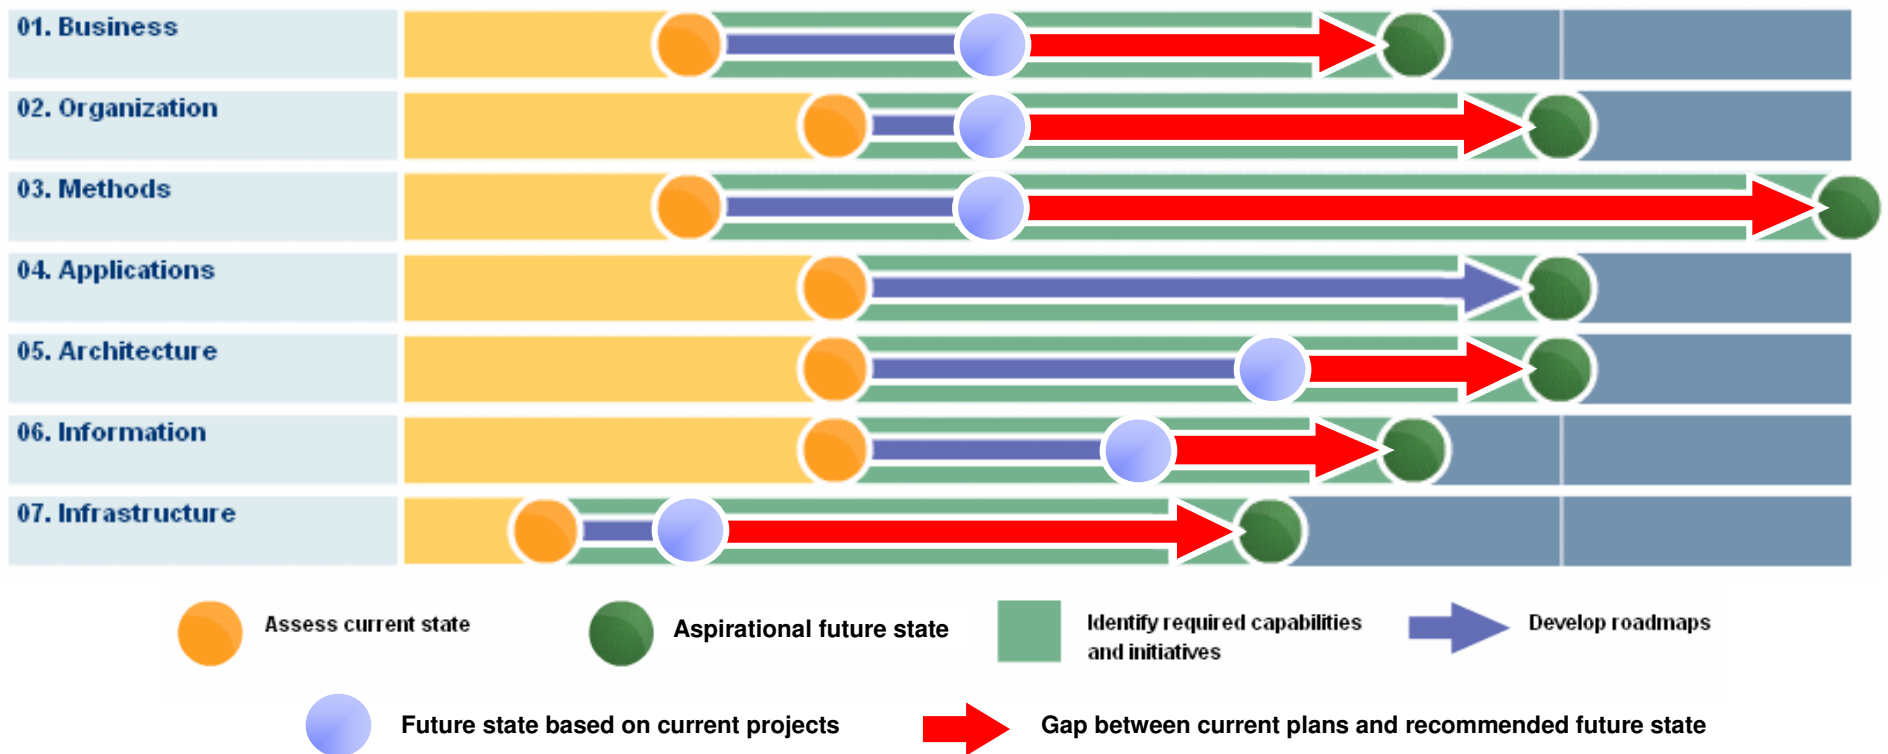 01. Business
02. Organization
03. Methods
04. Applications
05. Architecture
06. Information
07. Infrastructure
Assess current state
Aspirational future state
Identify required capabilities
and initiatives
Develop roadmaps
Future state based on current projects
Gap between current plans and recommended future state